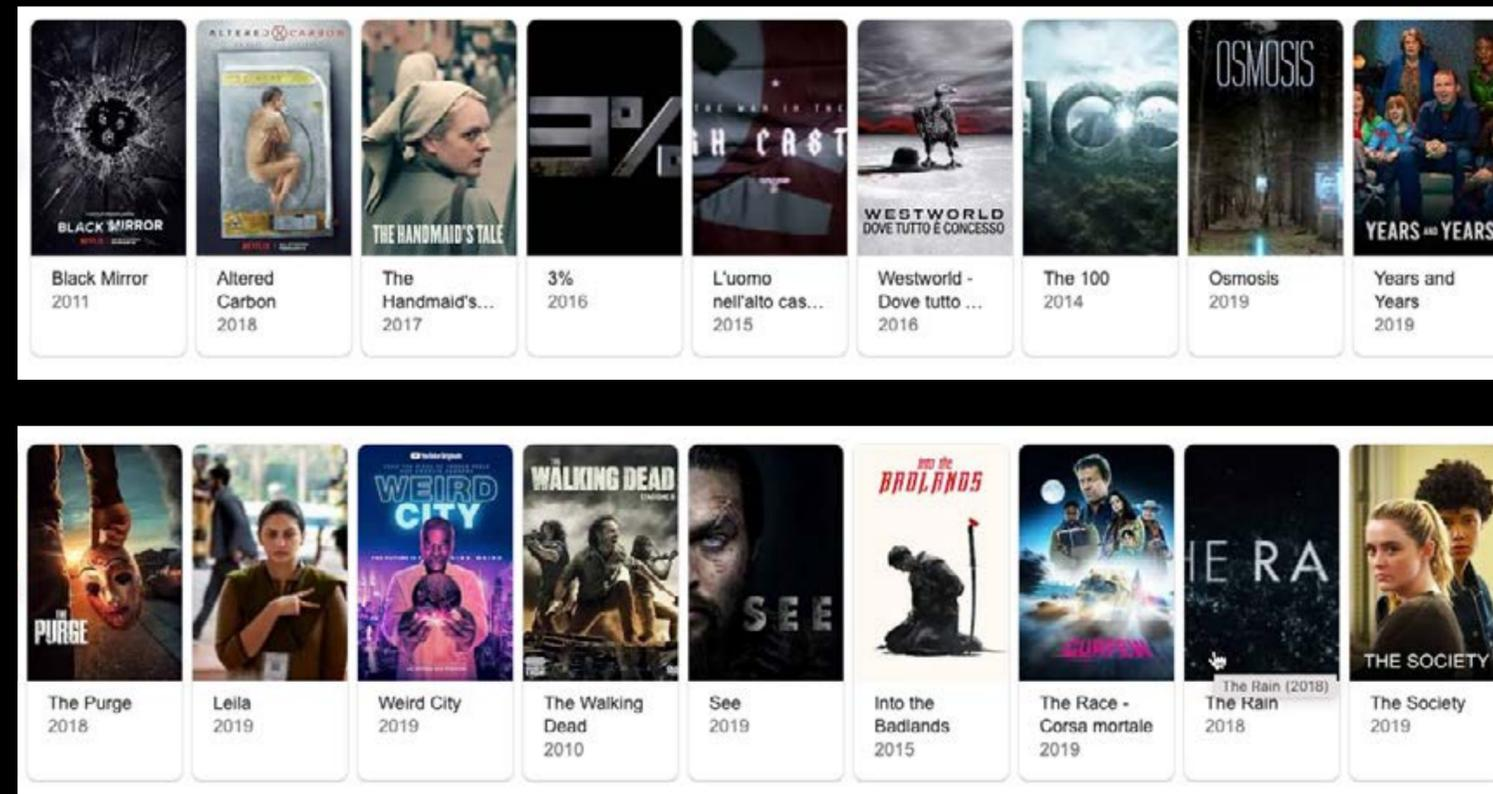 ALTERED CARBON
BLACK MIRROR
NETFLIX
NETFLIX
THE HANDMAID'S TALE
3%
THE MAN IN THE
GH CAST
WESTWORLD
DOVE TUTTO È CONCESSO
100
OSMOSIS
YEARS AND YEARS
Black Mirror
2011
Altered
Carbon
2018
The
Handmaid's...
2017
3%
2016
L'uomo
nell'alto cas...
2015
Westworld -
Dove tutto ...
2016
The 100
2014
Osmosis
2019
Years and
Years
2019
THE
PURGE
YouTube Originals
WEIRD
CITY
THE
WALKING DEAD
SEE
INTO THE
BADLANDS
CURFEW
HE RA
THE SOCIETY
The Rain (2018)
The Purge
2018
Leila
2019
Weird City
2019
The Walking
Dead
2010
See
2019
Into the
Badlands
2015
The Race -
Corsa mortale
2019
The Rain
2018
The Society
2019